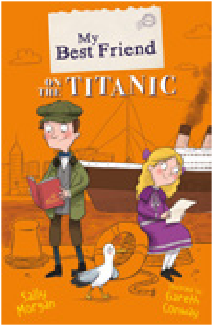 My
Best Friend
ON THE TITANIC
Sally
Morgan
Illustrated by
Gareth
Conway